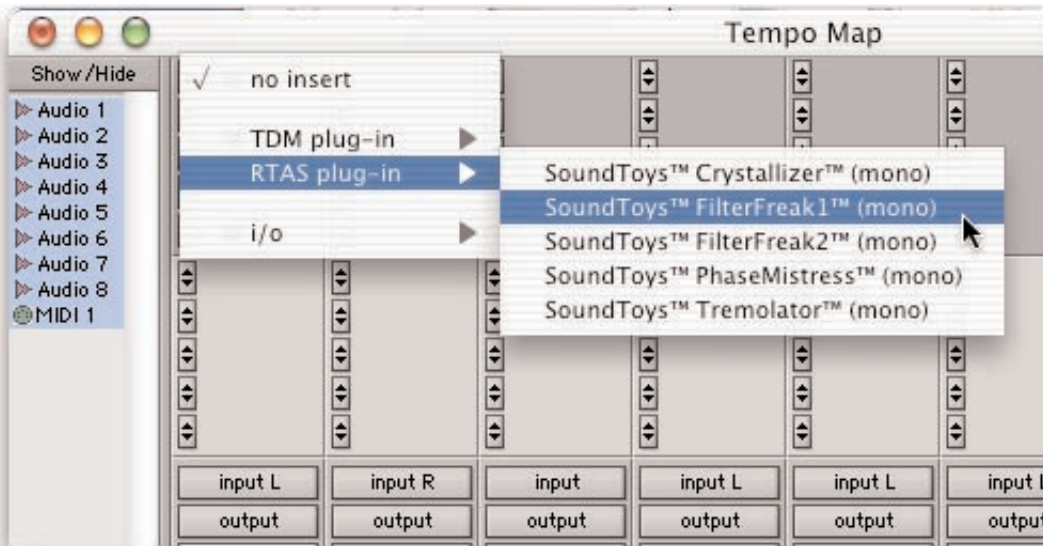 Tempo Map
Show/Hide
Audio 1
Audio 2
Audio 3
Audio 4
Audio 5
Audio 6
Audio 7
Audio 8
MIDI 1
√ no insert
TDM plug-in
RTAS plug-in
i/o
SoundToys™ Crystallizer™ (mono)
SoundToys™ FilterFreak1™ (mono)
SoundToys™ FilterFreak2™ (mono)
SoundToys™ PhaseMistress™ (mono)
SoundToys™ Tremolator™ (mono)
input L input R input input L input L input
output output output output output output